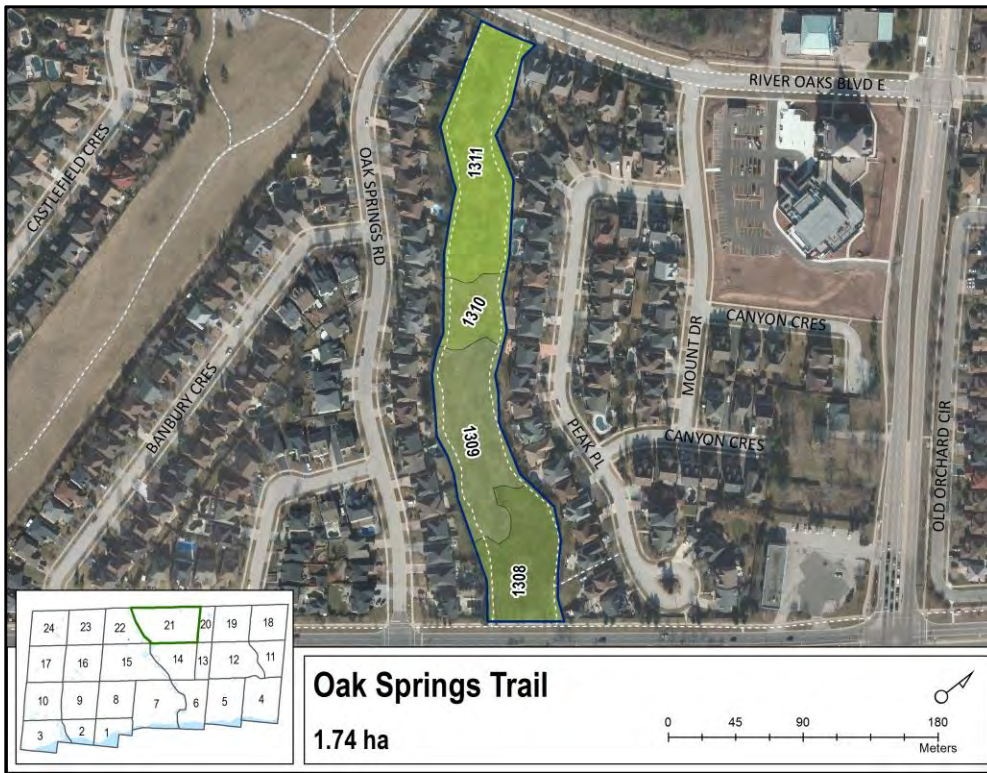 RIVER OAKS BLVD E
CASTLEFIELD CRES
OAK SPRINGS RD
1311
1310
BANBURY CRES
MOUNT DR
CANYON CRES
1309
PEAK PL
CANYON CRES
OLD ORCHARD CIR
1308
24 23 22 21 20 19 18
17 16 15 14 13 12 11
10 9 8 7 6 5 4
3 2 1
Oak Springs Trail
1.74 ha
0 45 90 180
Meters